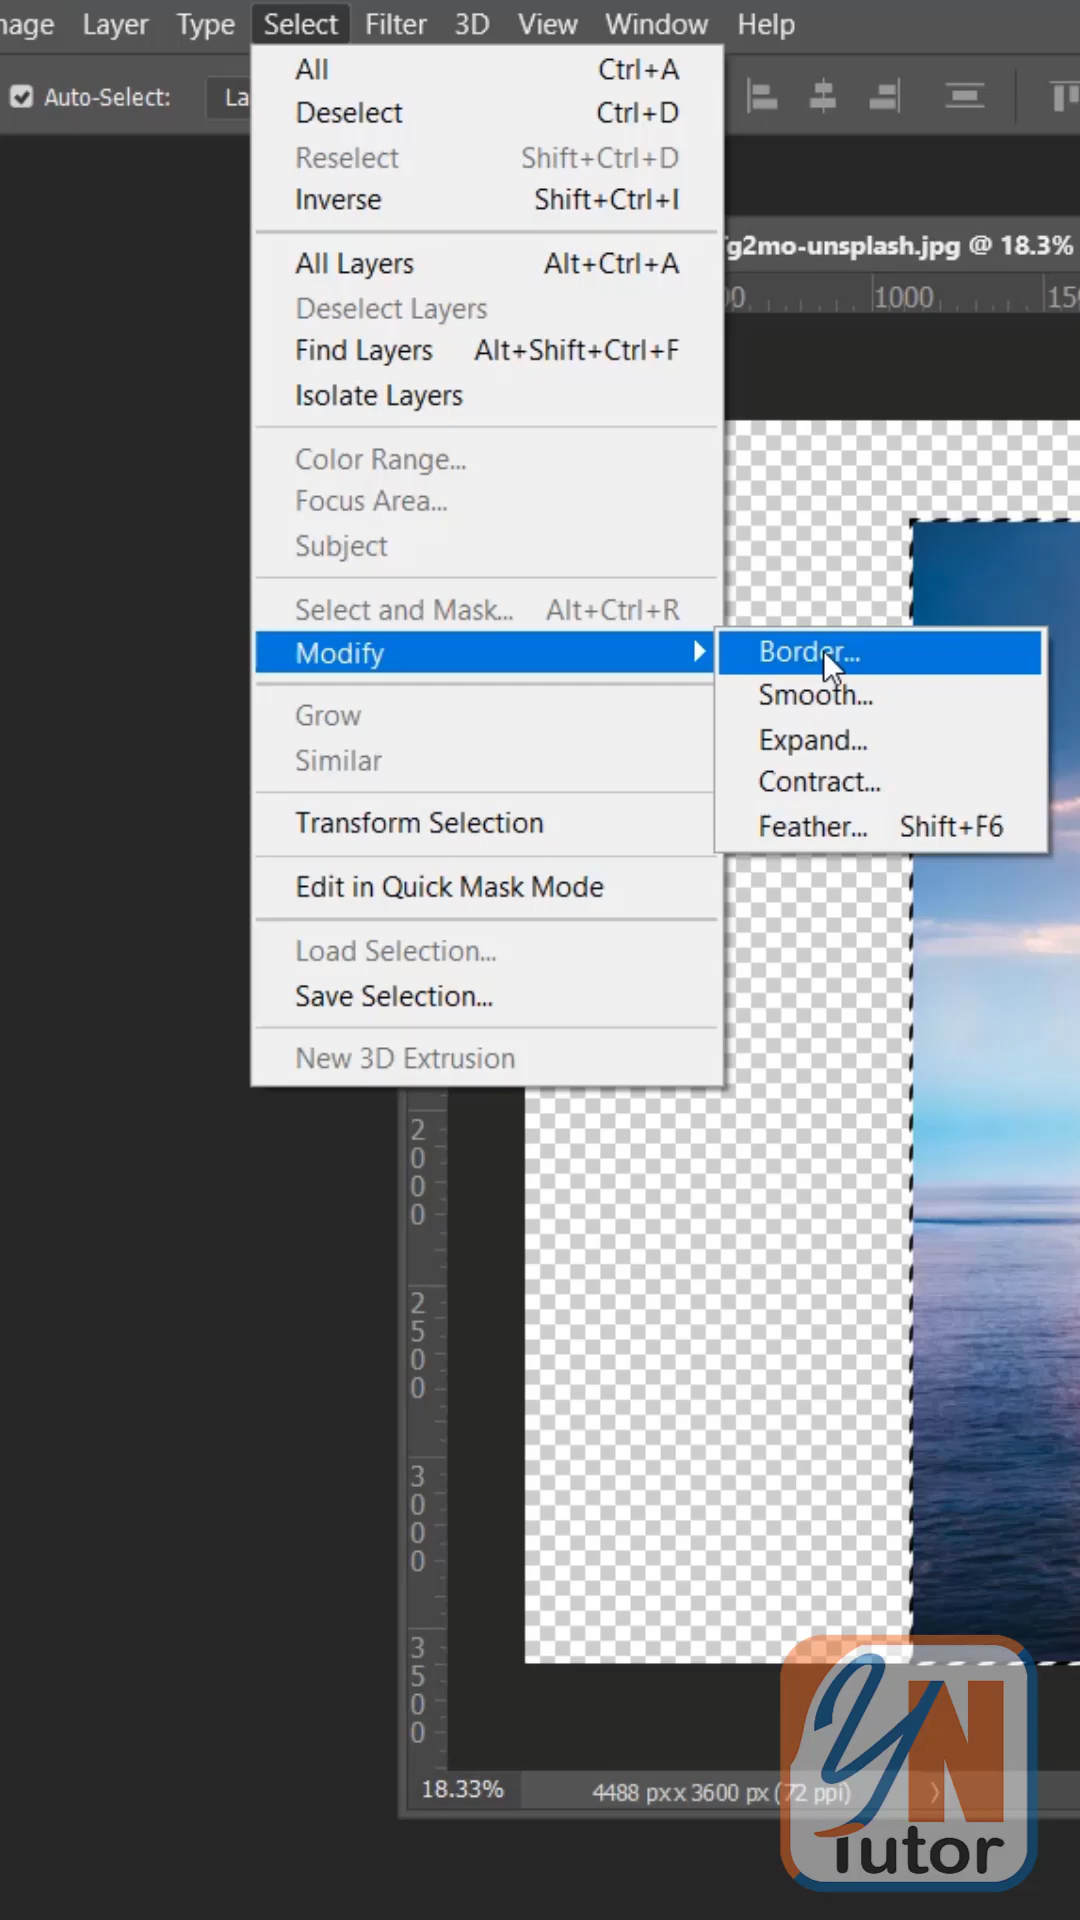 Layer Type Select Filter 3D View Window Help
Auto-Select:
All Ctrl+A
Deselect Ctrl+D
Reselect Shift+Ctrl+D
Inverse Shift+Ctrl+I
All Layers Alt+Ctrl+A
Deselect Layers
Find Layers Alt+Shift+Ctrl+F
Isolate Layers
Color Range...
Focus Area...
Subject
Select and Mask... Alt+Ctrl+R
Modify
Grow
Similar
Transform Selection
Edit in Quick Mask Mode
Load Selection...
Save Selection...
New 3D Extrusion
Border...
Smooth...
Expand...
Contract...
Feather... Shift+F6
g2mo-unsplash.jpg @ 18.3%
1000
2000
2500
3000
3500
18.33% 4488 px x 3600 px (72 ppi)
YN
Tutor